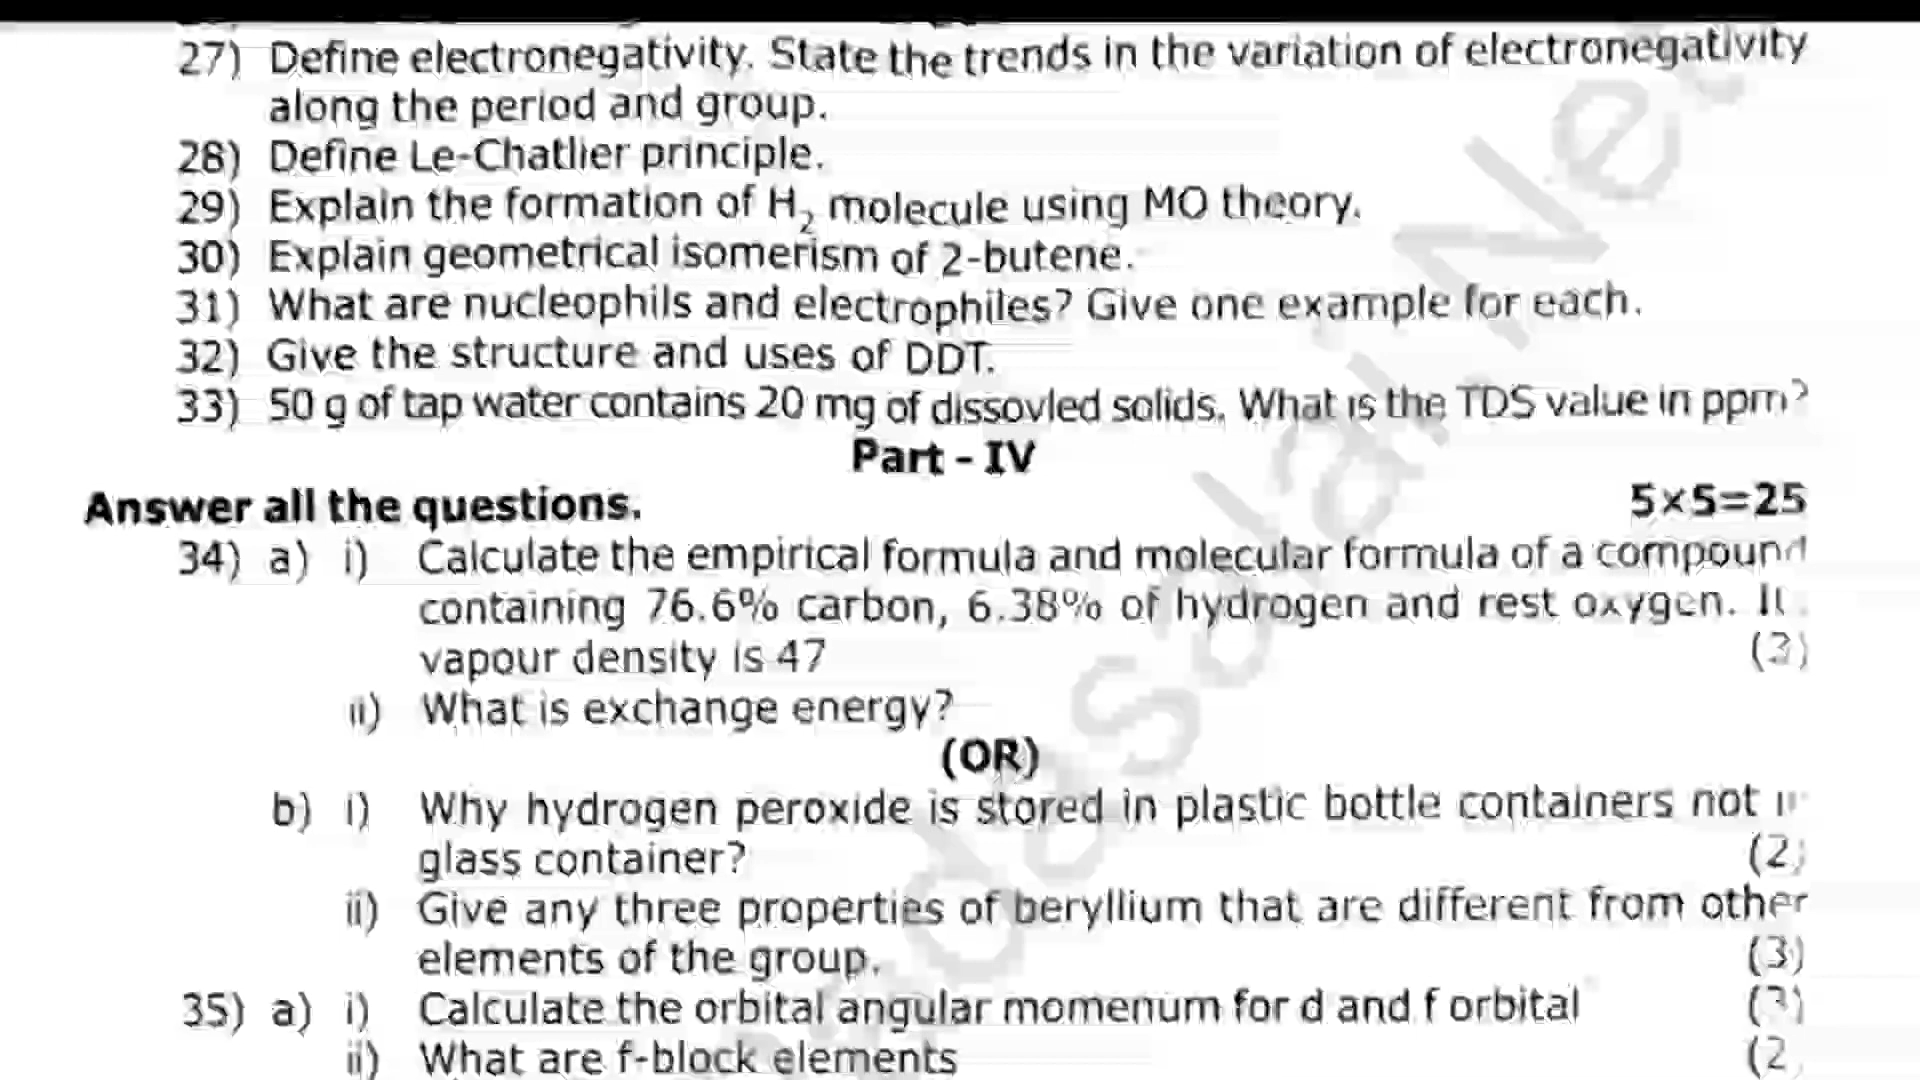 27) Define electronegativity. State the trends in the variation of electronegativity
along the period and group.
28) Define Le-Chatlier principle.
29) Explain the formation of H₂ molecule using MO theory.
30) Explain geometrical isomerism of 2-butene.
31) What are nucleophils and electrophiles? Give one example for each.
32) Give the structure and uses of DDT.
33) 50 g of tap water contains 20 mg of dissovled solids. What is the TDS value in ppm?
Part - IV
Answer all the questions. 5×5=25
34) a) i) Calculate the empirical formula and molecular formula of a compound
containing 76.6% carbon, 6.38% of hydrogen and rest oxygen.
vapour density is 47 (3)
ii) What is exchange energy?
(OR)
b) i) Why hydrogen peroxide is stored in plastic bottle containers not
glass container? (2)
ii) Give any three properties of beryllium that are different from other
elements of the group. (3)
35) a) i) Calculate the orbital angular momenum for d and f orbital (3)
ii) What are f-block elements (2)